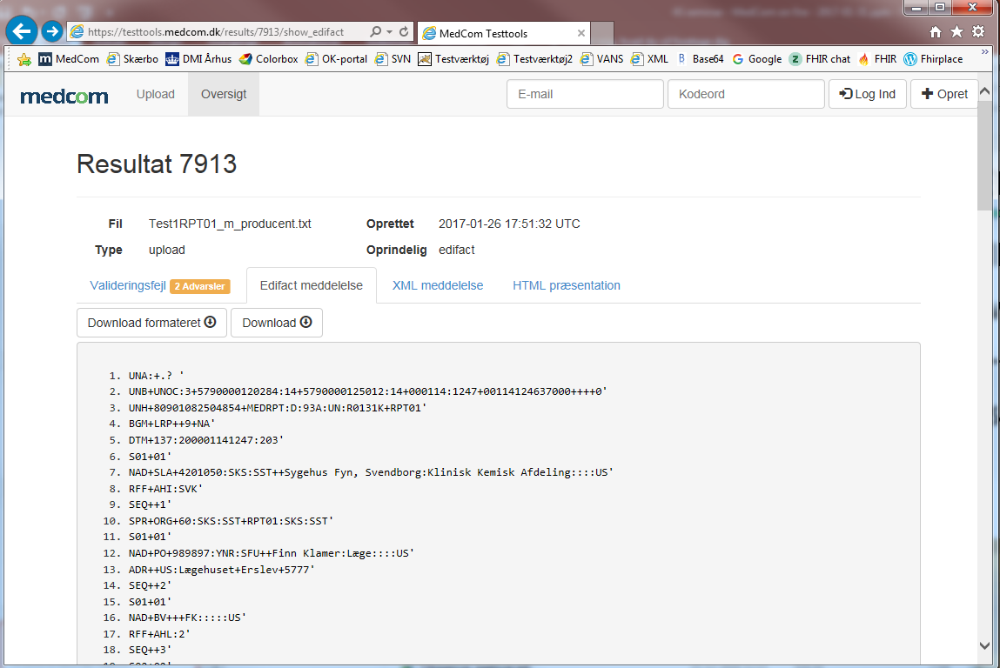 https://testtools.medcom.dk/results/7913/show_edifact
MedCom Testtools
MedCom Skærbo DMI Århus Colorbox OK-portal SVN Testværktøj Testværktøj2 VANS XML Base64 Google FHIR chat FHIR Fhirplace
medcom Upload Oversigt E-mail Kodeord Log Ind Opret
Resultat 7913
Fil Test1RPT01_m_producent.txt Oprettet 2017-01-26 17:51:32 UTC
Type upload Oprindelig edifact
Valideringsfejl 2 Advarsler Edifact meddelelse XML meddelelse HTML præsentation
Download formateret Download
1. UNA:+.? '
2. UNB+UNOC:3+5790000120284:14+5790000125012:14+000114:1247+00114124637000++++0'
3. UNH+80901082504854+MEDRPT:D:93A:UN:R0131K+RPT01'
4. BGM+LRP++9+NA'
5. DTM+137:200001141247:203'
6. S01+01'
7. NAD+SLA+4201050:SKS:SST++Sygehus Fyn, Svendborg:Klinisk Kemisk Afdeling::::US'
8. RFF+AHI:SVK'
9. SEQ++1'
10. SPR+ORG+60:SKS:SST+RPT01:SKS:SST'
11. S01+01'
12. NAD+PO+989897:YNR:SFU++Finn Klamer:Læge::::US'
13. ADR++US:Lægehuset+Erslev+5777'
14. SEQ++2'
15. S01+01'
16. NAD+BV+++FK:::::US'
17. RFF+AHL:2'
18. SEQ++3'